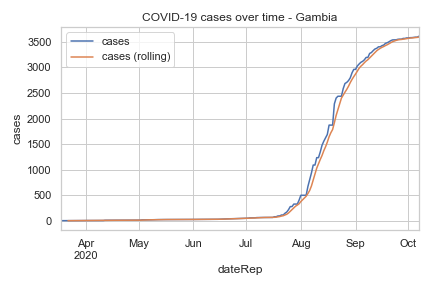 COVID-19 cases over time - Gambia
cases
cases (rolling)
3500
3000
2500
2000
1500
1000
500
0
cases
Apr
2020
May
Jun
Jul
Aug
Sep
Oct
dateRep